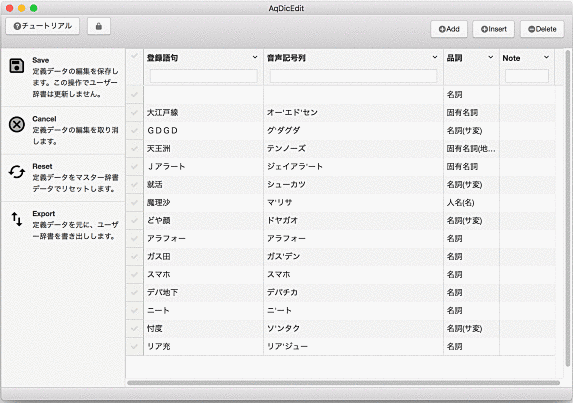 AqDicEdit
チュートリアル
Add
Insert
Delete
Save
定義データの編集を保存し
ます。この操作でユーザー
辞書は更新しません。
Cancel
定義データの編集を取り消
します。
Reset
定義データをマスター辞書
データでリセットします。
Export
定義データを元に、ユーザ
ー辞書を書き出しします。
登録語句 音声記号列 品詞 Note
名詞
大江戸線 オー'エド'セン 固有名詞
ＧＤＧＤ グ'ダグダ 名詞(サ変)
天王洲 テンノーズ 固有名詞(地...
Ｊアラート ジェイアラ'ート 固有名詞
就活 シューカツ 名詞(サ変)
魔理沙 マ'リサ 人名(名)
どや顔 ドヤガオ 名詞(サ変)
アラフォー アラフォー 名詞
ガス田 ガス'デン 名詞
スマホ スマホ 名詞
デパ地下 デパチカ 名詞
ニート ニ'ート 名詞
忖度 ソ'ンタク 名詞(サ変)
リア充 リア'ジュー 名詞